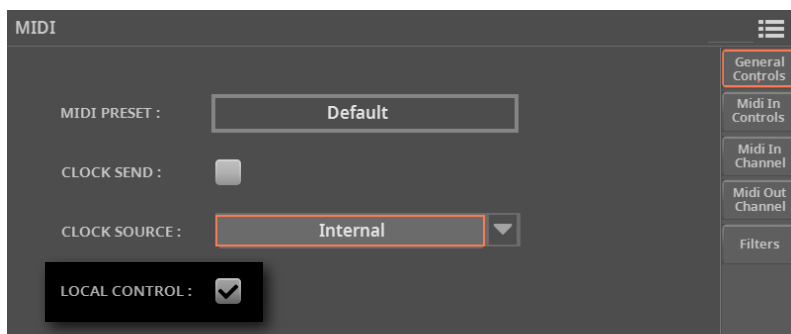 MIDI
General
Controls
MIDI PRESET :
Default
Midi In
Controls
Midi In
Channel
CLOCK SEND :
Midi Out
Channel
CLOCK SOURCE :
Internal
Filters
LOCAL CONTROL :